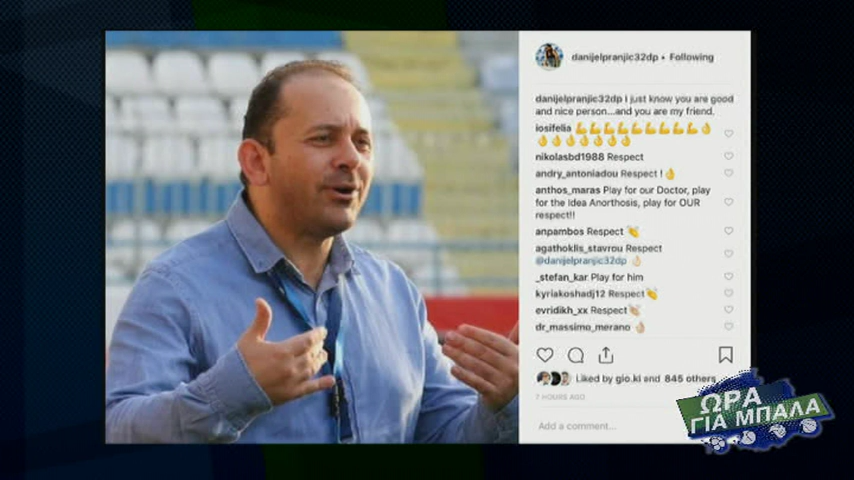 danijelpranjic32dp • Following
danijelpranjic32dp I just know you are good
and nice person...and you are my friend.
iosifelia 💪💪💪💪💪💪💪💪💪👌
👌👌👌👌👌👌👌
nikolasbd1988 Respect
andry_antoniadou Respect !👌
anthos_maras Play for our Doctor, play
for the Idea Anorthosis, play for OUR
respect!!
anpambos Respect 👏
agathoklis_stavrou Respect
@danijelpranjic32dp 👌🏻
_stefan_kar Play for him
kyriakoshadj12 Respect👏
evridikh_xx Respect👏🏻
dr_massimo_merano 👌🏻
Liked by gio.kl and 845 others
7 HOURS AGO
Add a comment...
ΩΡΑ
ΓΙΑ ΜΠΑΛΑ